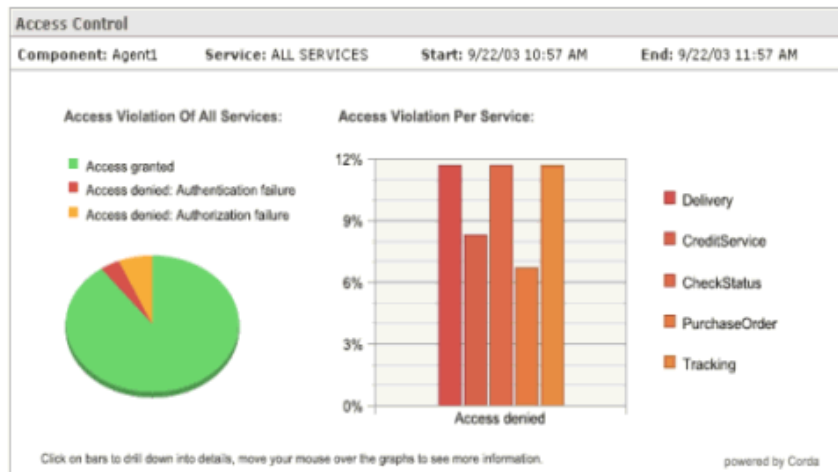 Access Control
Component: Agent1 Service: ALL SERVICES Start: 9/22/03 10:57 AM End: 9/22/03 11:57 AM
Access Violation Of All Services:
Access granted
Access denied: Authentication failure
Access denied: Authorization failure
Access Violation Per Service:
12%
9%
6%
3%
0%
Access denied
Delivery
CreditService
CheckStatus
PurchaseOrder
Tracking
Click on bars to drill down into details, move your mouse over the graphs to see more information.
powered by Corda